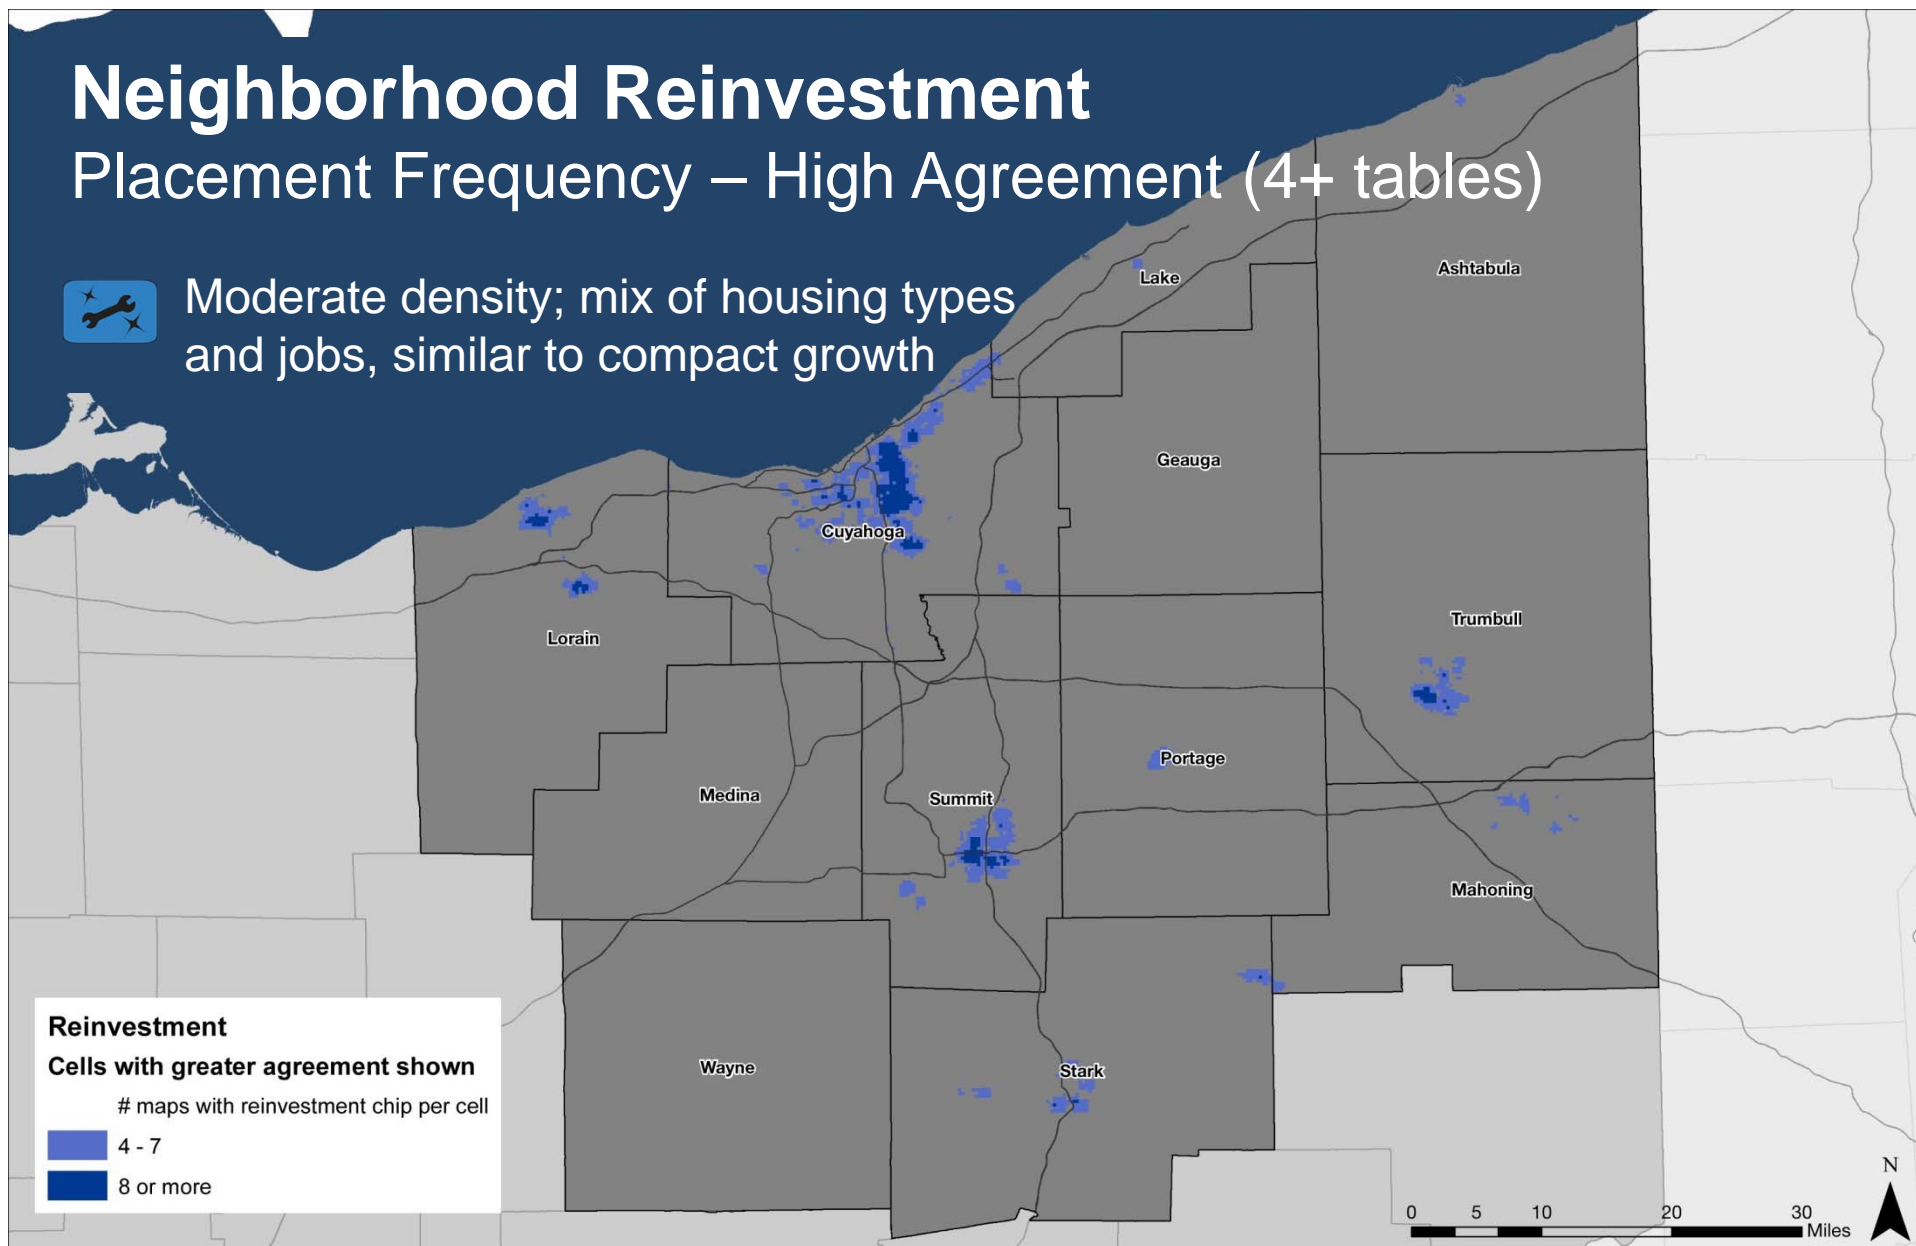 Neighborhood Reinvestment
Placement Frequency – High Agreement (4+ tables)
Moderate density; mix of housing types
and jobs, similar to compact growth
Lake
Ashtabula
Geauga
Cuyahoga
Trumbull
Lorain
Portage
Medina
Summit
Mahoning
Wayne
Stark
Reinvestment
Cells with greater agreement shown
# maps with reinvestment chip per cell
4 - 7
8 or more
N
0 5 10 20 30
Miles